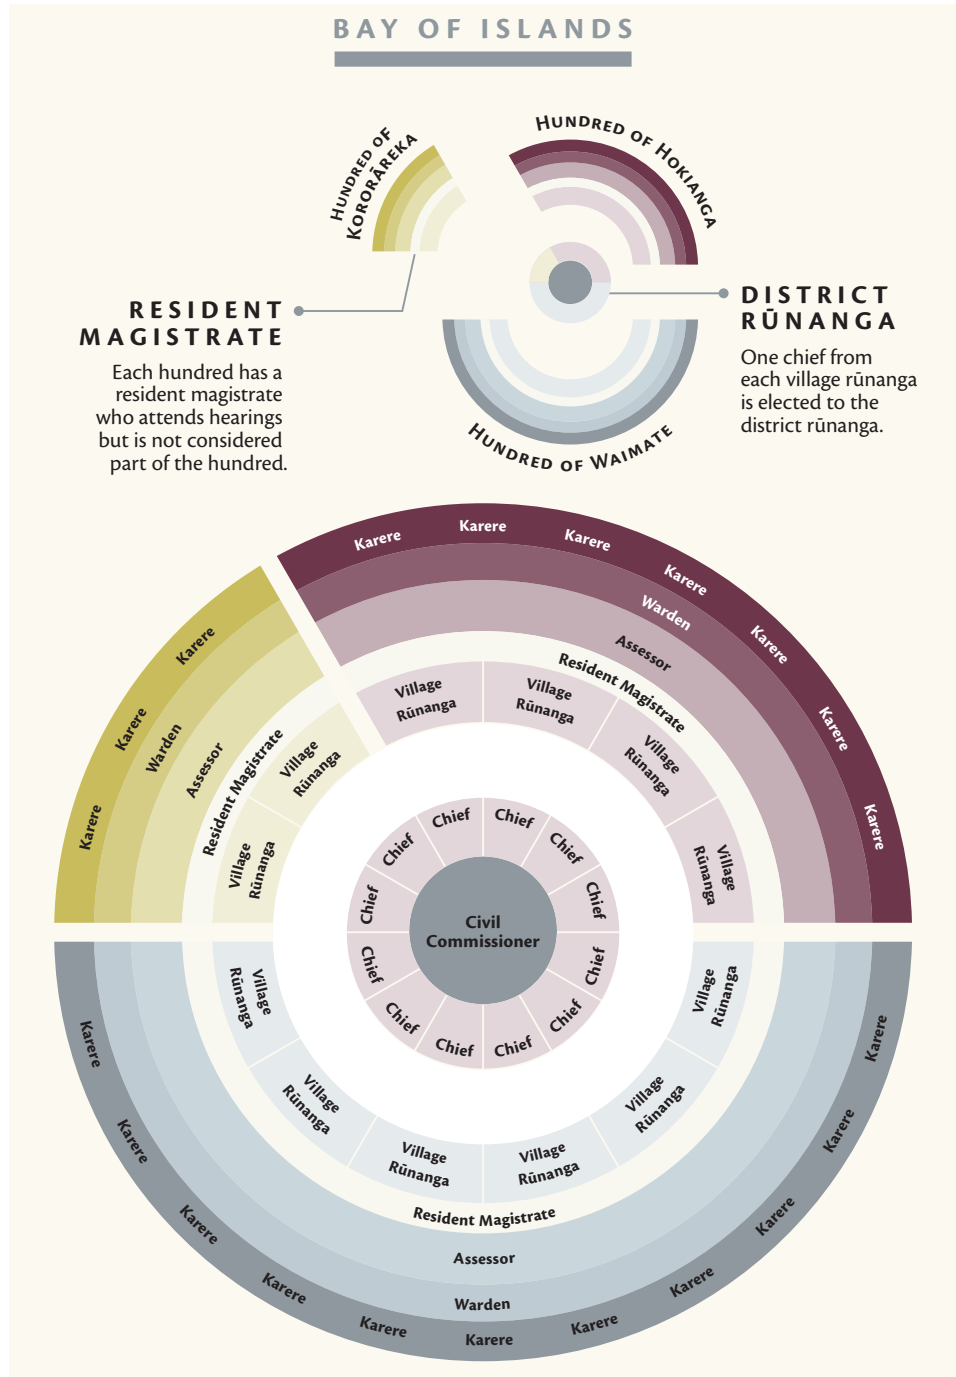 BAY OF ISLANDS
HUNDRED OF
KORORĀREKA
HUNDRED OF HOKIANGA
RESIDENT
MAGISTRATE
Each hundred has a
resident magistrate
who attends hearings
but is not considered
part of the hundred.
DISTRICT
RŪNANGA
One chief from
each village rūnanga
is elected to the
district rūnanga.
HUNDRED OF WAIMATE
Karere
Karere
Karere
Warden
Assessor
Resident Magistrate
Village
Rūnanga
Village
Rūnanga
Karere
Karere
Karere
Karere
Karere
Karere
Karere
Warden
Assessor
Resident Magistrate
Village
Rūnanga
Village
Rūnanga
Village
Rūnanga
Village
Rūnanga
Chief
Chief
Chief
Chief
Chief
Chief
Chief
Chief
Chief
Chief
Chief
Chief
Civil
Commissioner
Village
Rūnanga
Village
Rūnanga
Village
Rūnanga
Village
Rūnanga
Village
Rūnanga
Village
Rūnanga
Resident Magistrate
Assessor
Warden
Karere
Karere
Karere
Karere
Karere
Karere
Karere
Karere
Karere
Karere
Karere